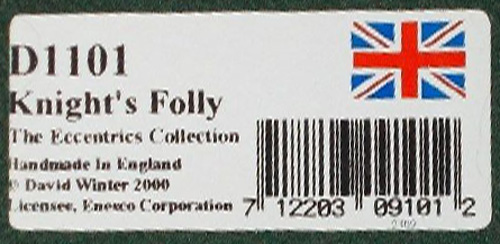 D1101
Knight's Folly
The Eccentrics Collection
Handmade In England
© David Winter 2000
Licensee, Enesco Corporation
7 12203 09101 2